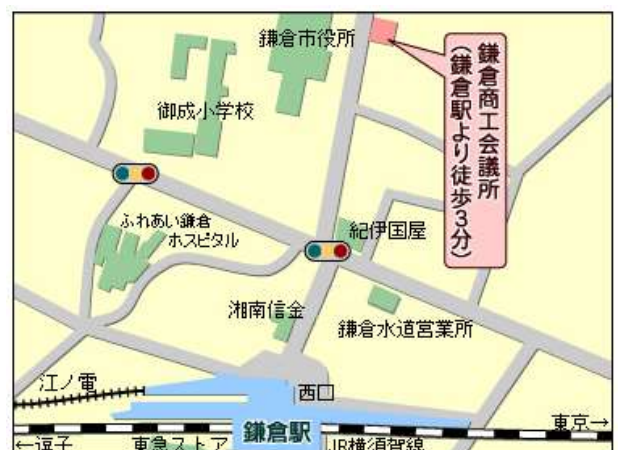 鎌倉市役所
鎌倉商工会議所
(鎌倉駅より徒歩3分)
御成小学校
ふれあい鎌倉
ホスピタル
紀伊国屋
湘南信金
鎌倉水道営業所
江ノ電
西口
鎌倉駅
東京→
←逗子
東急ストア
JR横須賀線